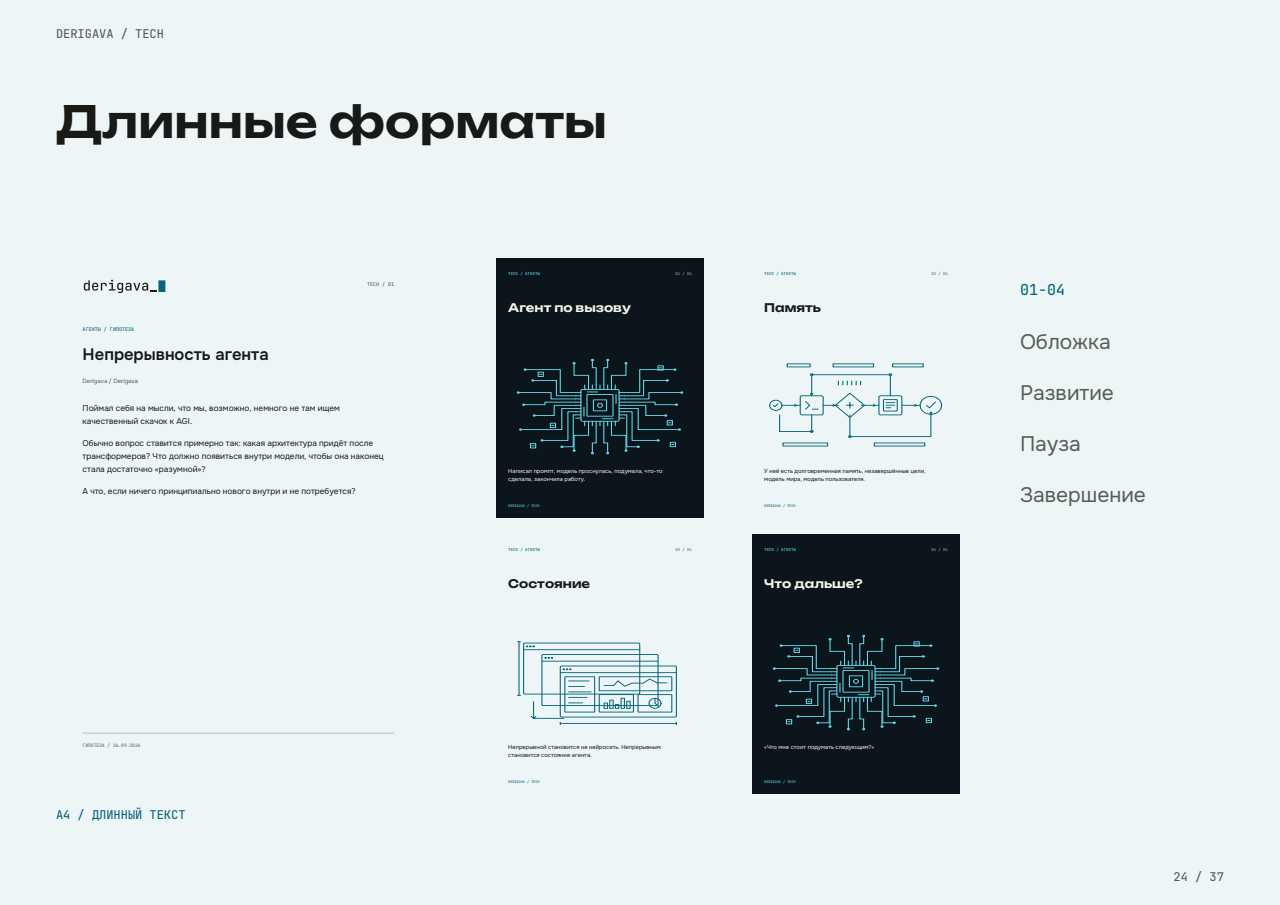 DERIGAVA / TECH
Длинные форматы
derigava_
TECH / 01
АГЕНТЫ / ГИПОТЕЗА
Непрерывность агента
Derigava / Derigava
Поймал себя на мысли, что мы, возможно, немного не там ищем
качественный скачок к AGI.
Обычно вопрос ставится примерно так: какая архитектура придёт после
трансформеров? Что должно появиться внутри модели, чтобы она наконец
стала достаточно «разумной»?
А что, если ничего принципиально нового внутри и не потребуется?
ГИПОТЕЗА / 24.09.2026
A4 / ДЛИННЫЙ ТЕКСТ
TECH / АГЕНТЫ
01 / 04
Агент по вызову
Написал промпт, модель проснулась, подумала, что-то
сделала, закончила работу.
DERIGAVA / TECH
TECH / АГЕНТЫ
02 / 04
Память
У неё есть долговременная память, незавершённые цели,
модель мира, модель пользователя.
DERIGAVA / TECH
TECH / АГЕНТЫ
03 / 04
Состояние
Непрерывной становится не нейросеть. Непрерывным
становится состояние агента.
DERIGAVA / TECH
TECH / АГЕНТЫ
04 / 04
Что дальше?
«Что мне стоит подумать следующим?»
DERIGAVA / TECH
01-04
Обложка
Развитие
Пауза
Завершение
24 / 37